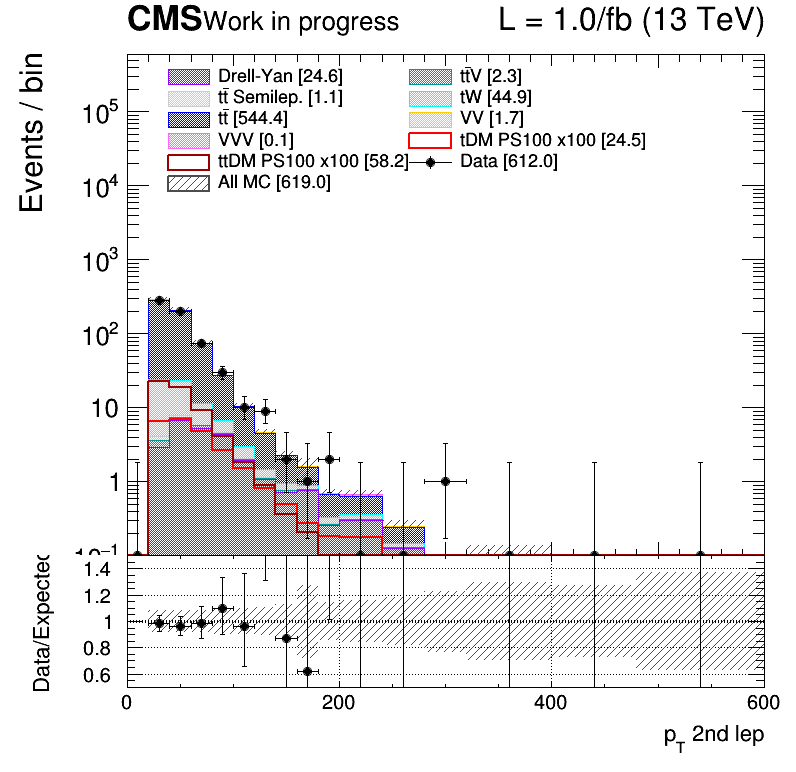 CMS Work in progress L = 1.0/fb (13 TeV)
Events / bin
Drell-Yan [24.6] tt̄V [2.3]
tt̄ Semilep. [1.1] tW [44.9]
tt̄ [544.4] VV [1.7]
VVV [0.1] tDM PS100 x100 [24.5]
ttDM PS100 x100 [58.2] Data [612.0]
All MC [619.0]
10⁵
10⁴
10³
10²
10
1
10⁻¹
Data/Expected
1.4
1.2
1
0.8
0.6
0 200 400 600
p_T 2nd lep